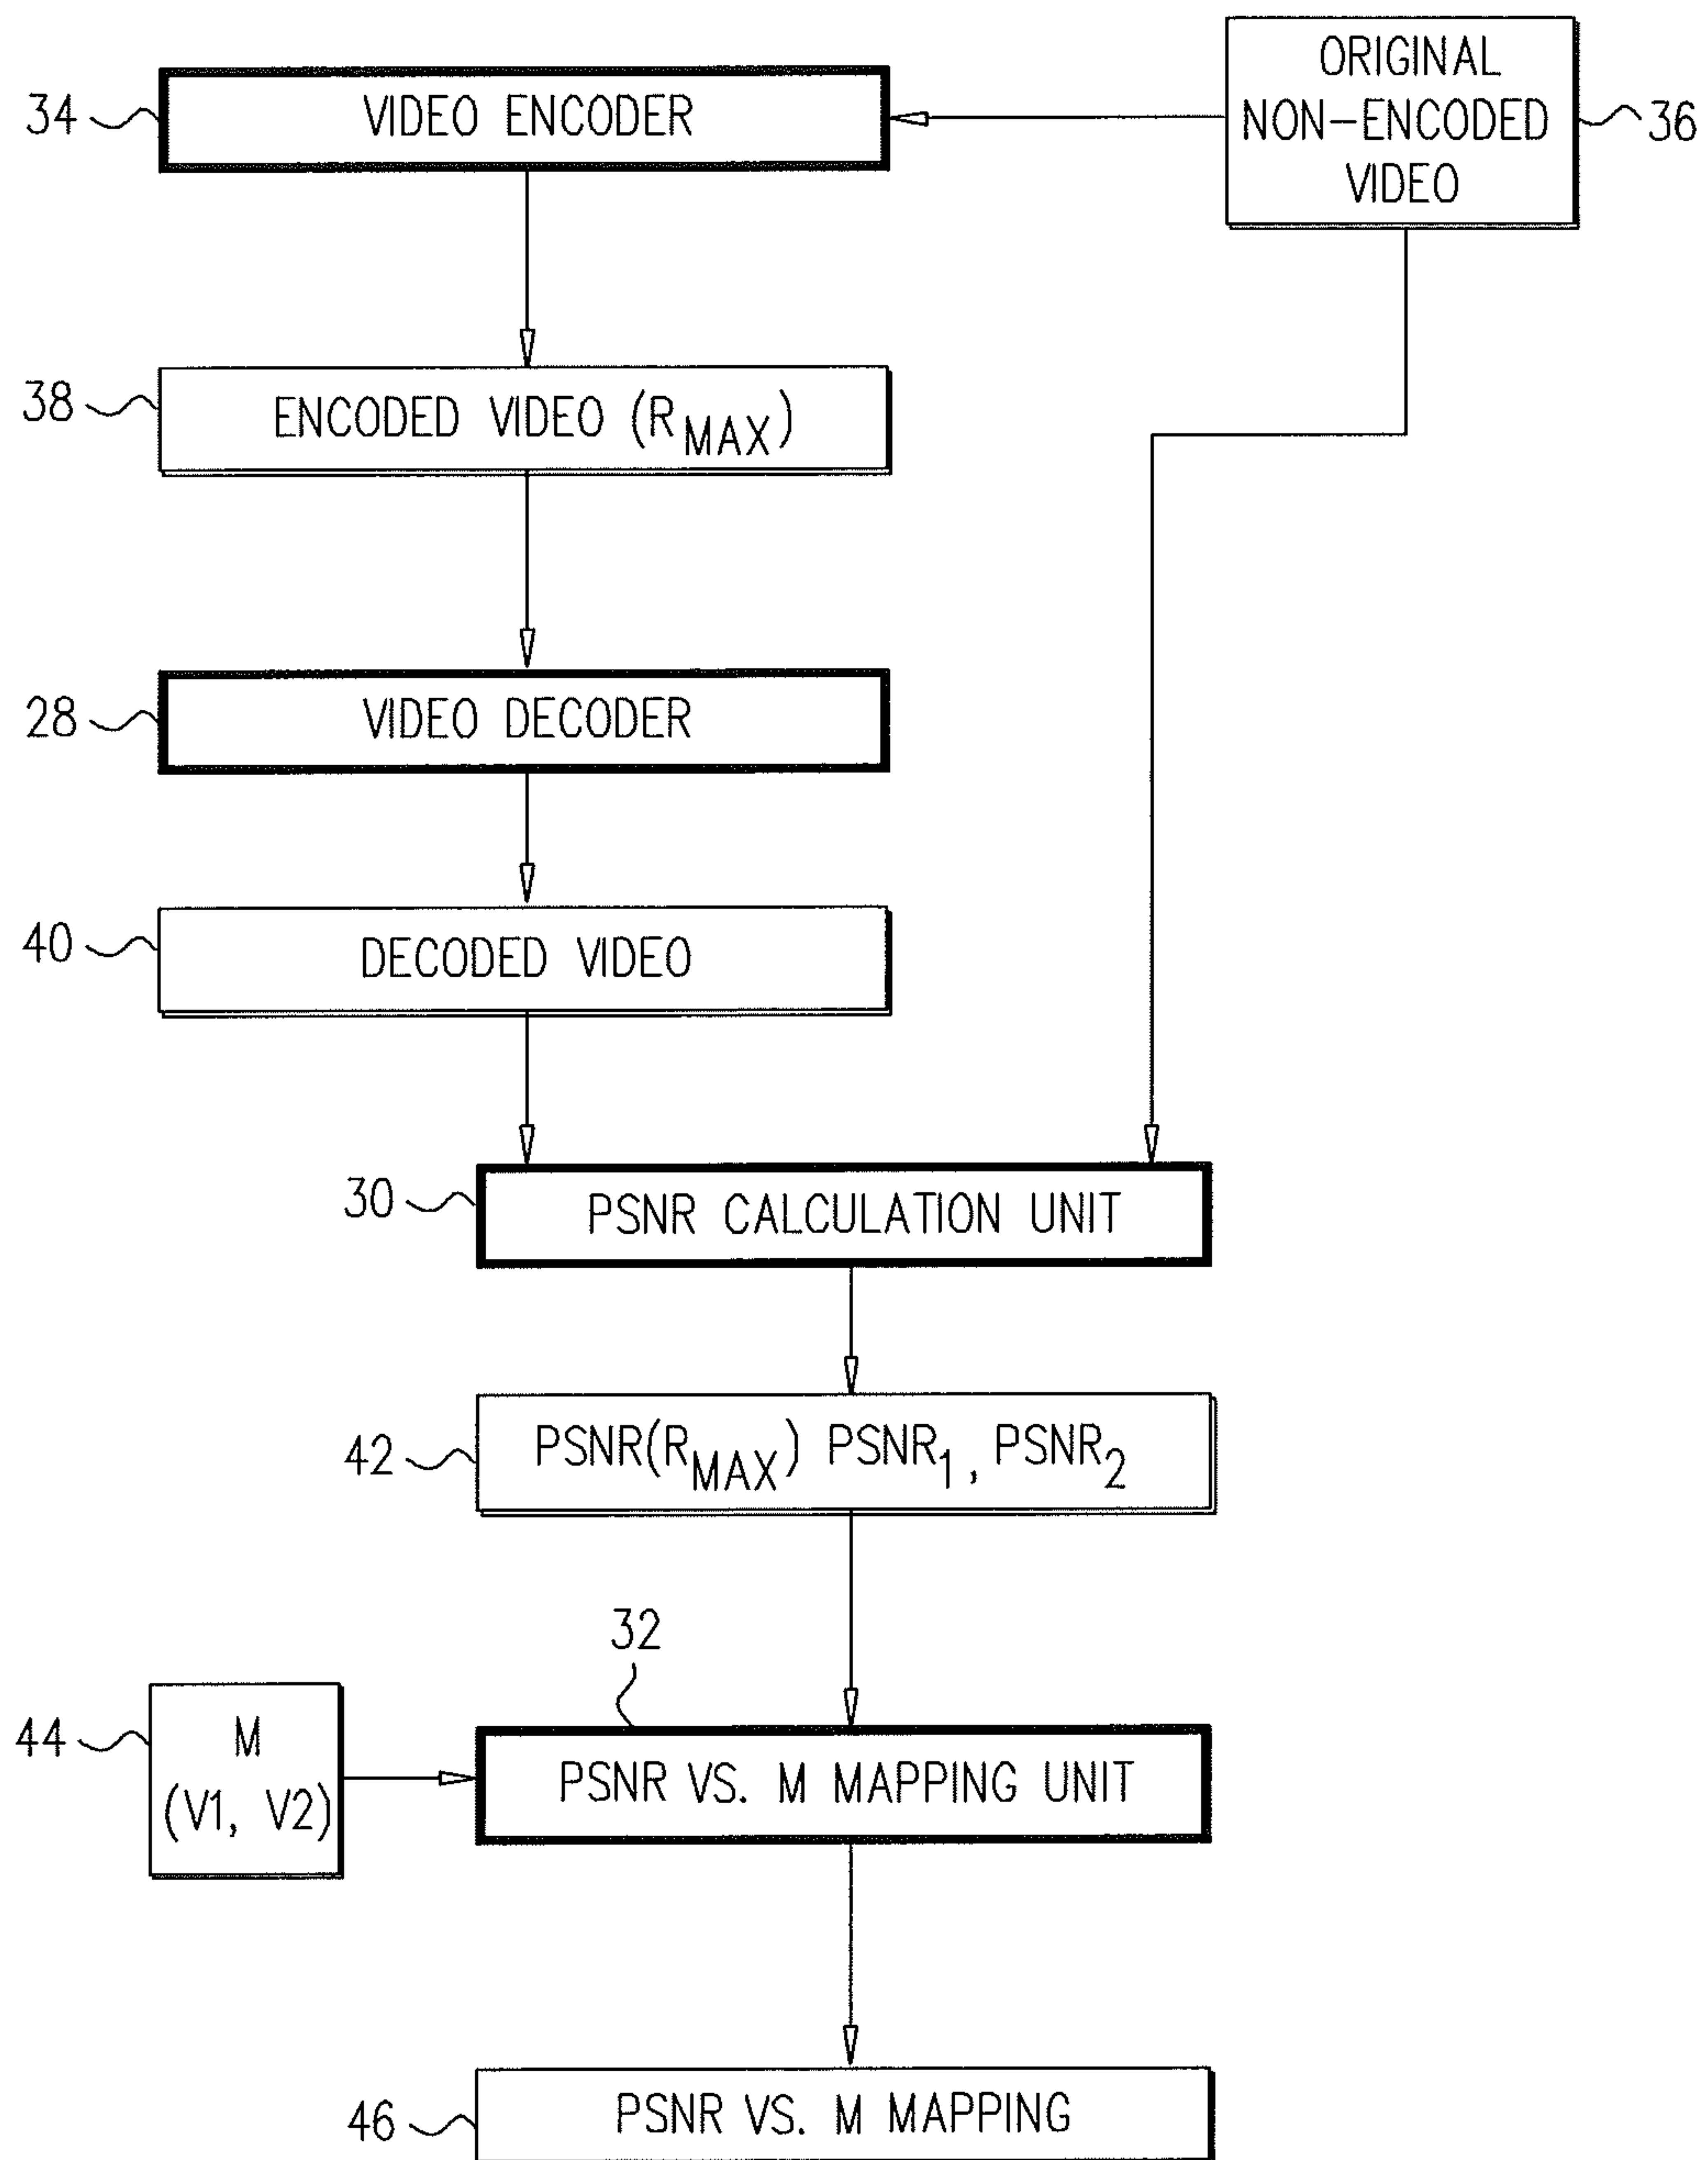 ORIGINAL
NON-ENCODED
VIDEO
36
34
VIDEO ENCODER
38
ENCODED VIDEO (R_MAX)
28
VIDEO DECODER
40
DECODED VIDEO
30
PSNR CALCULATION UNIT
42
PSNR(R_MAX) PSNR_1, PSNR_2
32
44
M
(V1, V2)
PSNR VS. M MAPPING UNIT
46
PSNR VS. M MAPPING